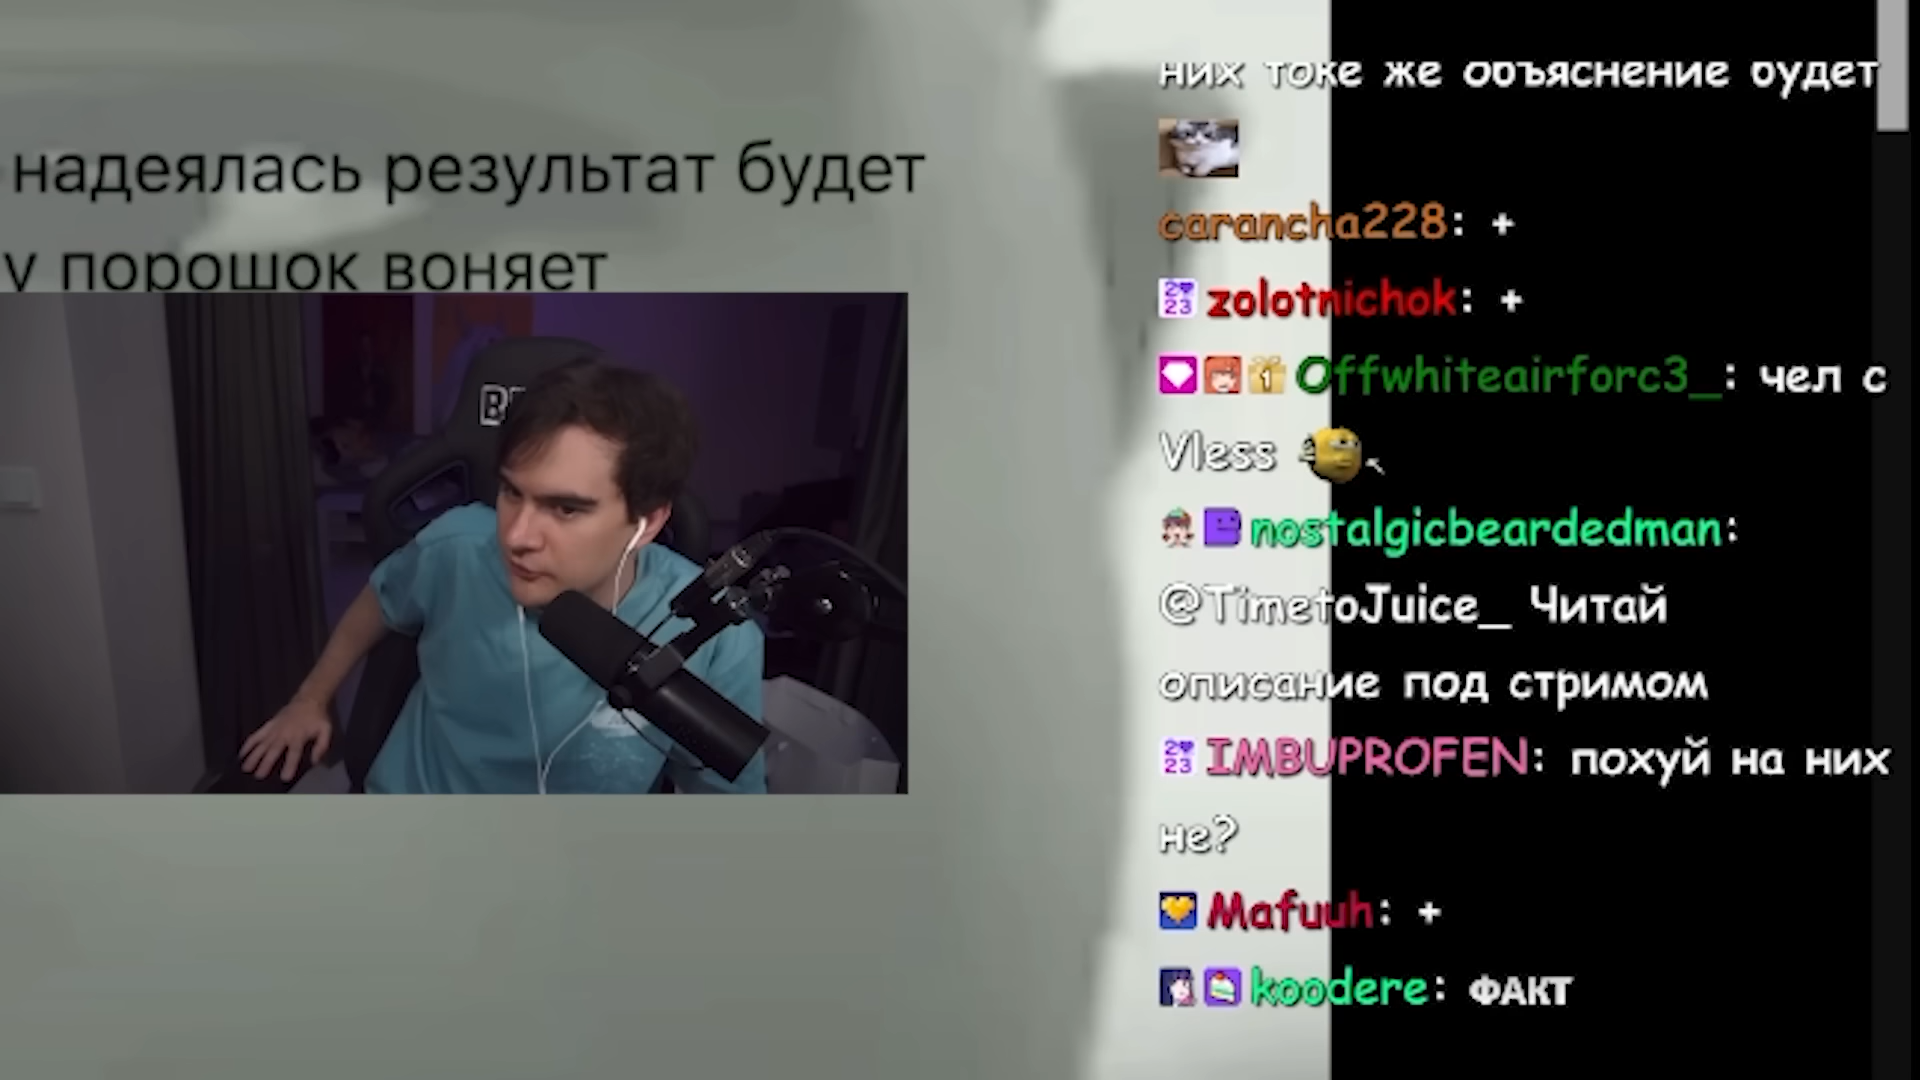 надеялась результат будет
у порошок воняет
них токе же объяснение будет
carancha228: +
zolotnichok: +
Offwhiteairforc3_: чел с
Vless
nostalgicbeardedman:
@TimetoJuice_ Читай
описание под стримом
IMBUPROFEN: похуй на них
не?
Mafuuh: +
koodere: ФАКТ